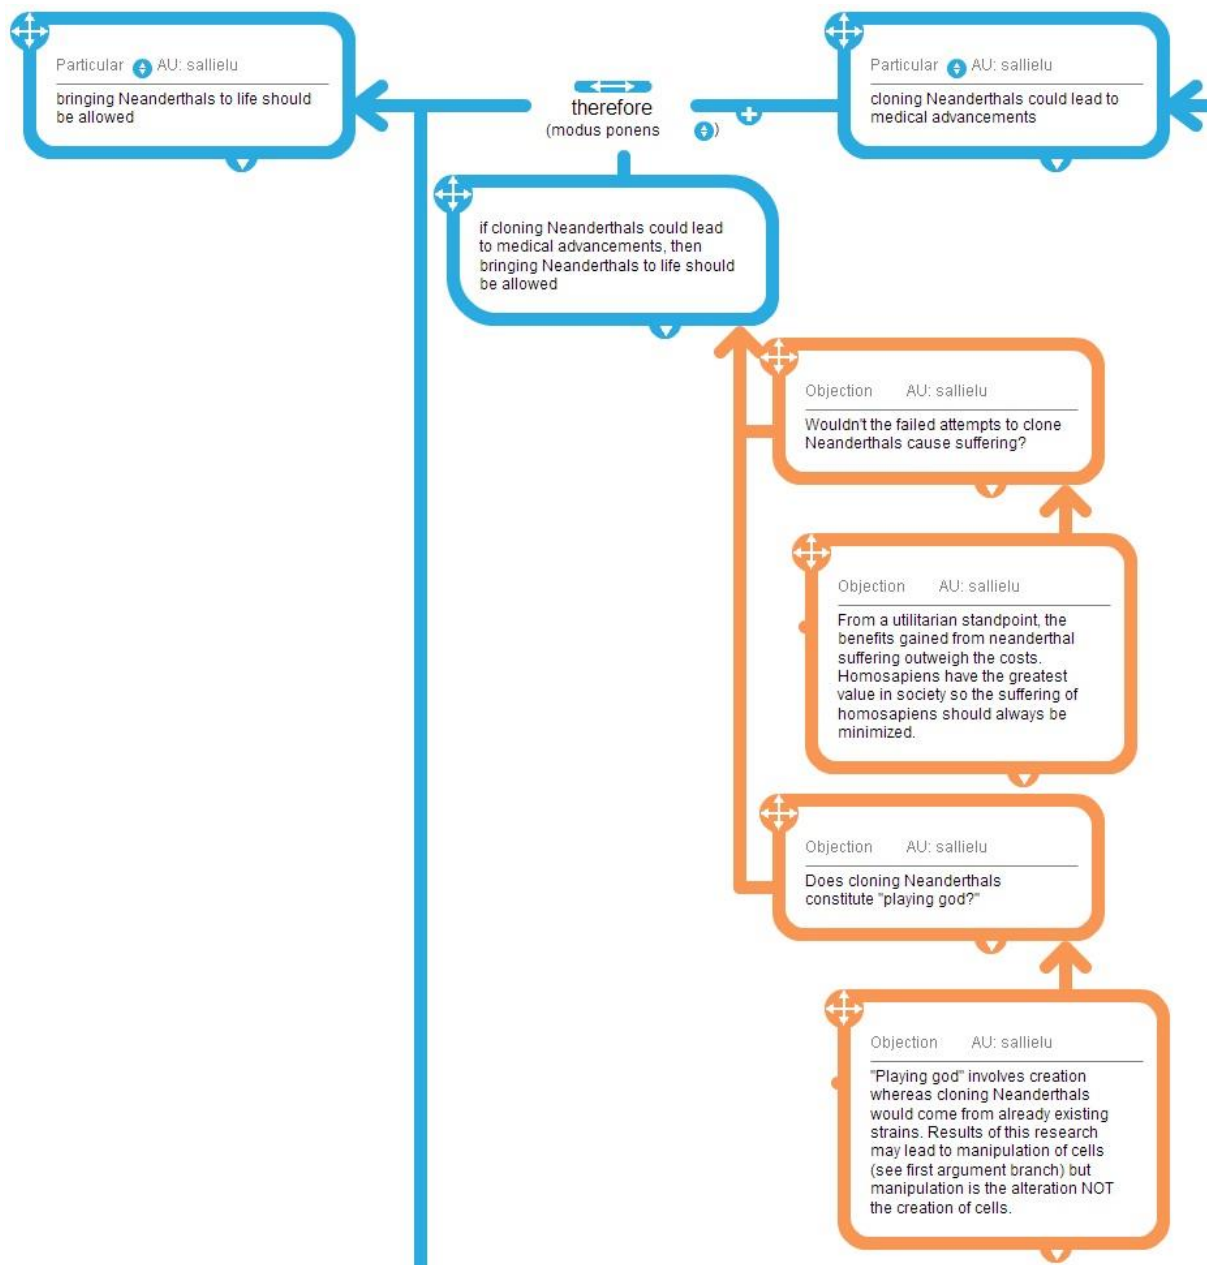 Particular AU: sallielu
bringing Neanderthals to life should
be allowed
therefore
(modus ponens )
Particular AU: sallielu
cloning Neanderthals could lead to
medical advancements
if cloning Neanderthals could lead
to medical advancements, then
bringing Neanderthals to life should
be allowed
Objection AU: sallielu
Wouldn't the failed attempts to clone
Neanderthals cause suffering?
Objection AU: sallielu
From a utilitarian standpoint, the
benefits gained from neanderthal
suffering outweigh the costs.
Homosapiens have the greatest
value in society so the suffering of
homosapiens should always be
minimized.
Objection AU: sallielu
Does cloning Neanderthals
constitute "playing god?"
Objection AU: sallielu
"Playing god" involves creation
whereas cloning Neanderthals
would come from already existing
strains. Results of this research
may lead to manipulation of cells
(see first argument branch) but
manipulation is the alteration NOT
the creation of cells.